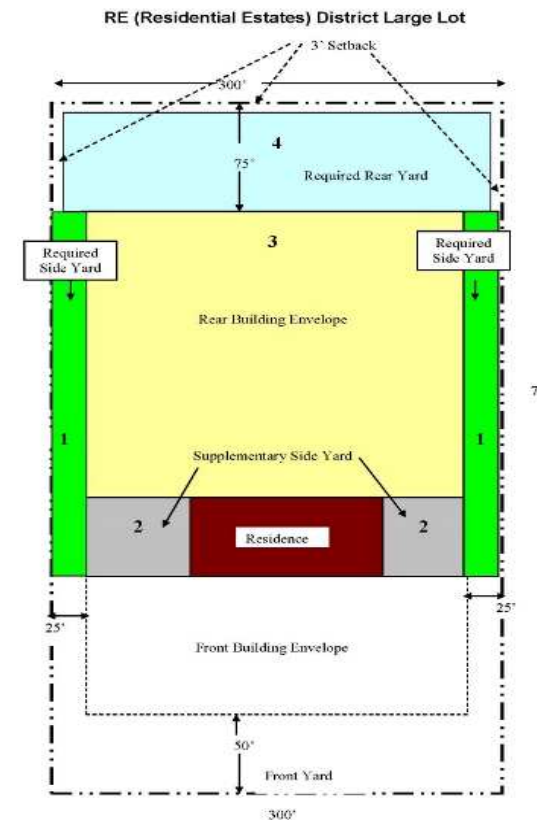 RE (Residential Estates) District Large Lot
3' Setback
300'
4
75'
Required Rear Yard
3
Required
Side Yard
Required
Side Yard
Rear Building Envelope
7
1
1
Supplementary Side Yard
2
2
Residence
25'
25'
Front Building Envelope
50'
Front Yard
300'